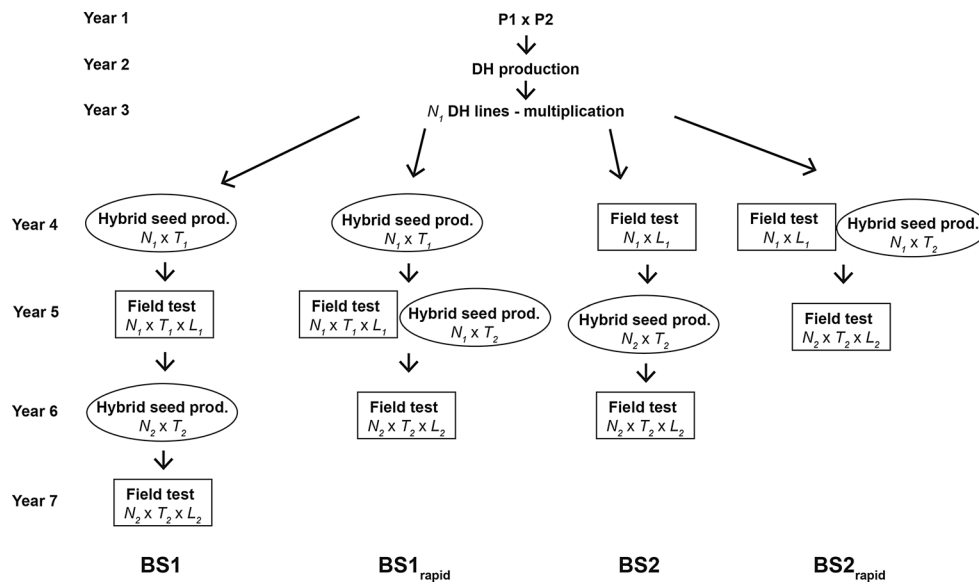 Year 1
P1 x P2
Year 2
DH production
Year 3
N1 DH lines - multiplication
Year 4
Hybrid seed prod.
N1 x T1
Hybrid seed prod.
N1 x T1
Field test
N1 x L1
Field test
N1 x L1
Hybrid seed prod.
N1 x T2
Year 5
Field test
N1 x T1 x L1
Field test
N1 x T1 x L1
Hybrid seed prod.
N1 x T2
Hybrid seed prod.
N2 x T2
Field test
N2 x T2 x L2
Year 6
Hybrid seed prod.
N2 x T2
Field test
N2 x T2 x L2
Field test
N2 x T2 x L2
Year 7
Field test
N2 x T2 x L2
BS1
BS1rapid
BS2
BS2rapid